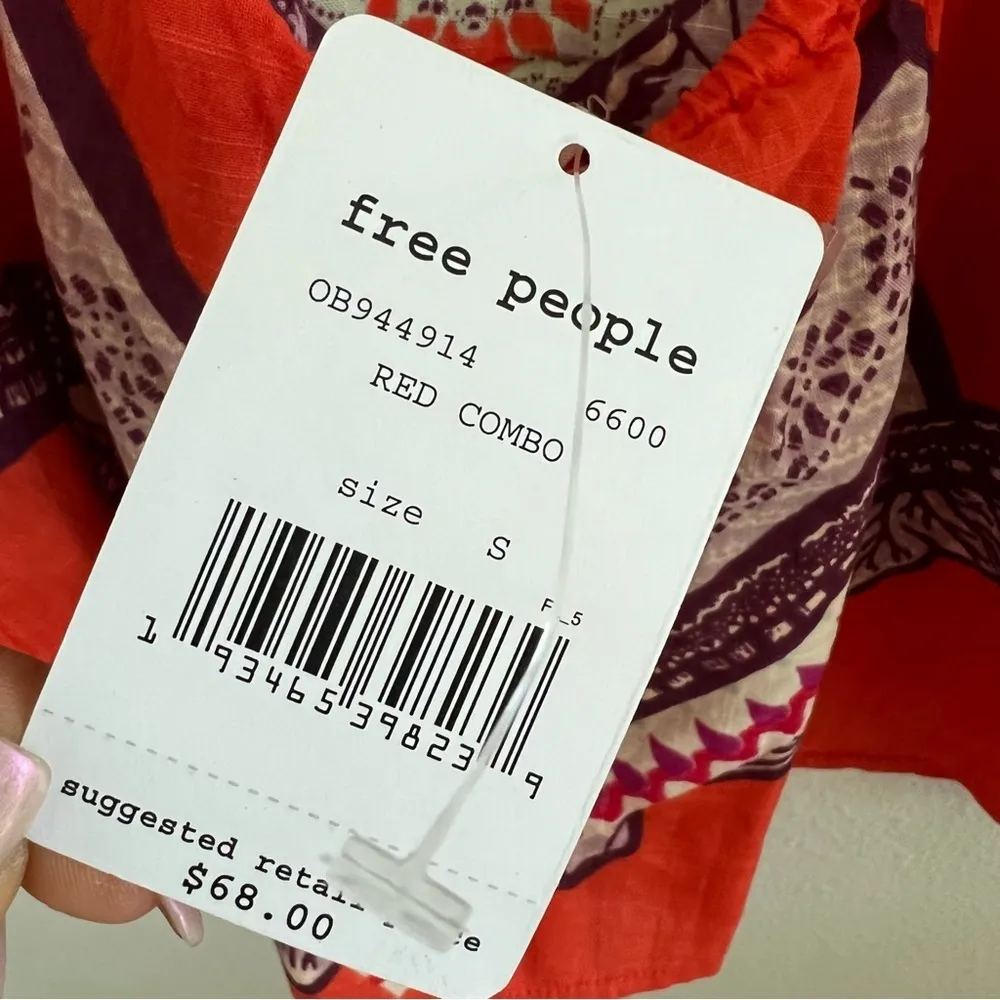 free people
OB944914 6600
RED COMBO
size S
F_5
1 93465 39823 9
suggested retail
$68.00